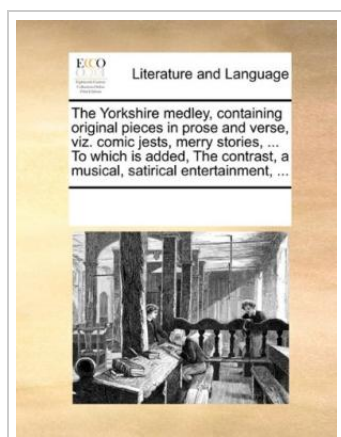 ECCO
Literature and Language
The Yorkshire medley, containing
original pieces in prose and verse,
viz. comic jests, merry stories, ...
To which is added, The contrast, a
musical, satirical entertainment, ...